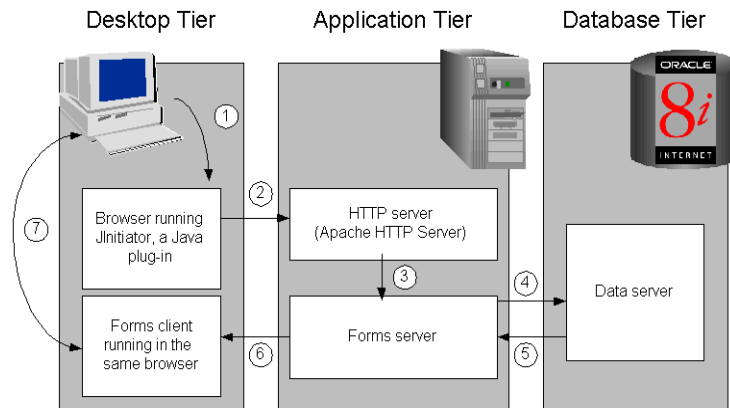 Desktop Tier
Application Tier
Database Tier
ORACLE
8i
INTERNET
1
2
Browser running
JInitiator, a Java
plug-in
HTTP server
(Apache HTTP Server)
3
4
Data server
7
Forms client
running in the
same browser
6
Forms server
5